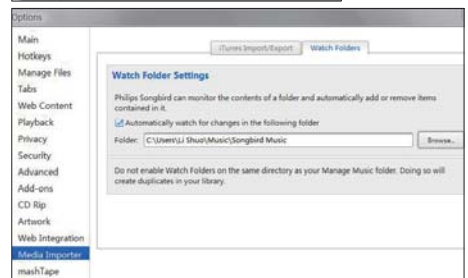 Options
Main
Hotkeys
Manage Files
Tabs
Web Content
Playback
Privacy
Security
Advanced
Add-ons
CD Rip
Artwork
Web Integration
Media Importer
mashTape
iTunes Import/Export
Watch Folders
Watch Folder Settings
Philips Songbird can monitor the contents of a folder and automatically add or remove items
contained in it.
Automatically watch for changes in the following folder
Folder: C:\Users\Li Shuo\Music\Songbird Music
Browse...
Do not enable Watch Folders on the same directory as your Manage Music folder. Doing so will
create duplicates in your library.